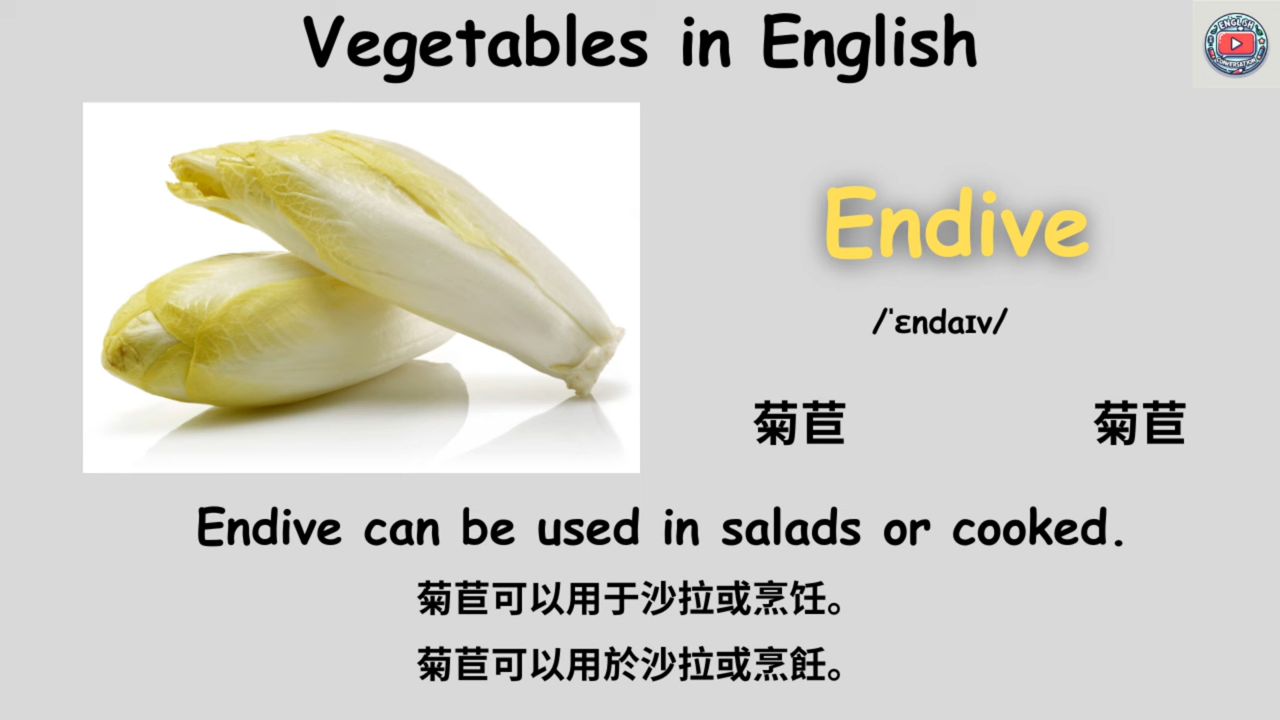 Vegetables in English
ENGLISH
CONVERSATION
Endive
/ˈɛndaɪv/
菊苣 菊苣
Endive can be used in salads or cooked.
菊苣可以用于沙拉或烹饪。
菊苣可以用於沙拉或烹飪。